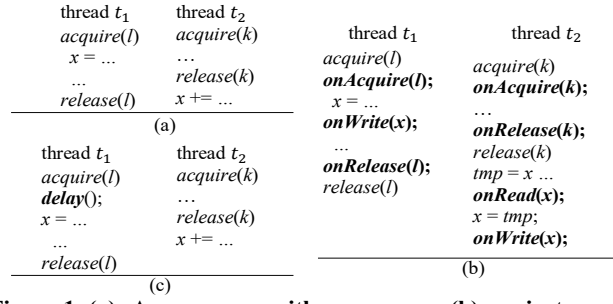 thread t₁ thread t₂
acquire(l) acquire(k)
x = ... ...
... release(k)
release(l) x += ...
(a)
thread t₁ thread t₂
acquire(l) acquire(k)
delay(); ...
x = ... release(k)
... x += ...
release(l)
(c)
thread t₁ thread t₂
acquire(l) acquire(k)
onAcquire(l); onAcquire(k);
x = ... ...
onWrite(x); onRelease(k);
... release(k)
onRelease(l); tmp = x ...
release(l) onRead(x);
x = tmp;
onWrite(x);
(b)